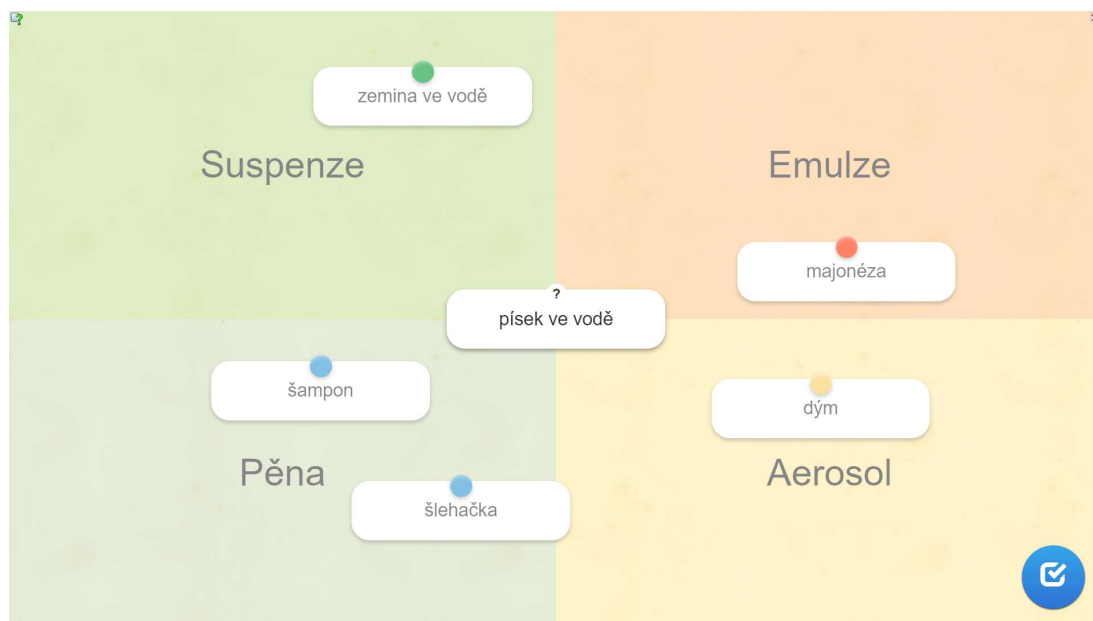 zemina ve vodě
Suspenze
Emulze
majonéza
?
písek ve vodě
šampon
dým
Pěna
Aerosol
šlehačka